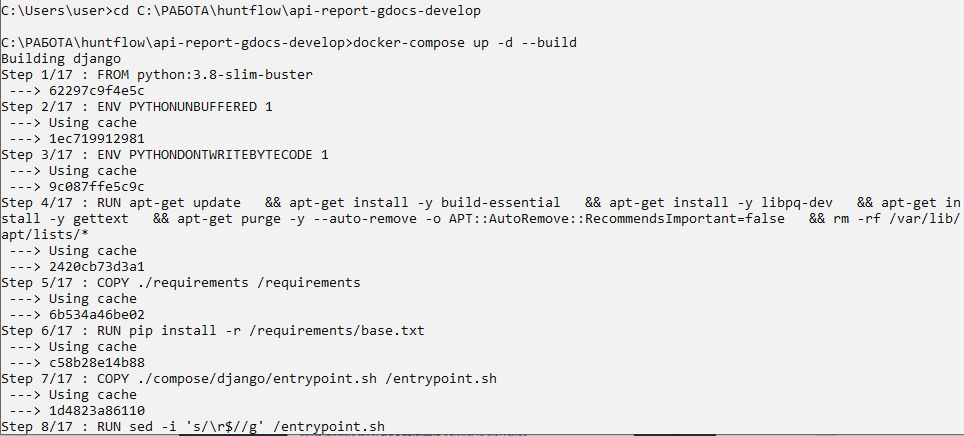 C:\Users\user>cd C:\РАБОТА\huntflow\api-report-gdocs-develop
C:\РАБОТА\huntflow\api-report-gdocs-develop>docker-compose up -d --build
Building django
Step 1/17 : FROM python:3.8-slim-buster
 ---> 62297c9f4e5c
Step 2/17 : ENV PYTHONUNBUFFERED 1
 ---> Using cache
 ---> 1ec719912981
Step 3/17 : ENV PYTHONDONTWRITEBYTECODE 1
 ---> Using cache
 ---> 9c087ffe5c9c
Step 4/17 : RUN apt-get update   && apt-get install -y build-essential   && apt-get install -y libpq-dev   && apt-get in
stall -y gettext   && apt-get purge -y --auto-remove -o APT::AutoRemove::RecommendsImportant=false   && rm -rf /var/lib/
apt/lists/*
 ---> Using cache
 ---> 2420cb73d3a1
Step 5/17 : COPY ./requirements /requirements
 ---> Using cache
 ---> 6b534a46be02
Step 6/17 : RUN pip install -r /requirements/base.txt
 ---> Using cache
 ---> c58b28e14b88
Step 7/17 : COPY ./compose/django/entrypoint.sh /entrypoint.sh
 ---> Using cache
 ---> 1d4823a86110
Step 8/17 : RUN sed -i 's/\r$//g' /entrypoint.sh